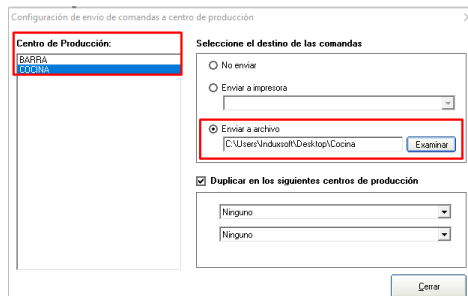 Configuración de envío de comandas a centro de producción
Centro de Producción:
BARRA
COCINA
Seleccione el destino de las comandas
No enviar
Enviar a impresora
Enviar a archivo
C:\Users\Induxsoft\Desktop\Cocina
Examinar
Duplicar en los siguientes centros de producción
Ninguno
Ninguno
Cerrar